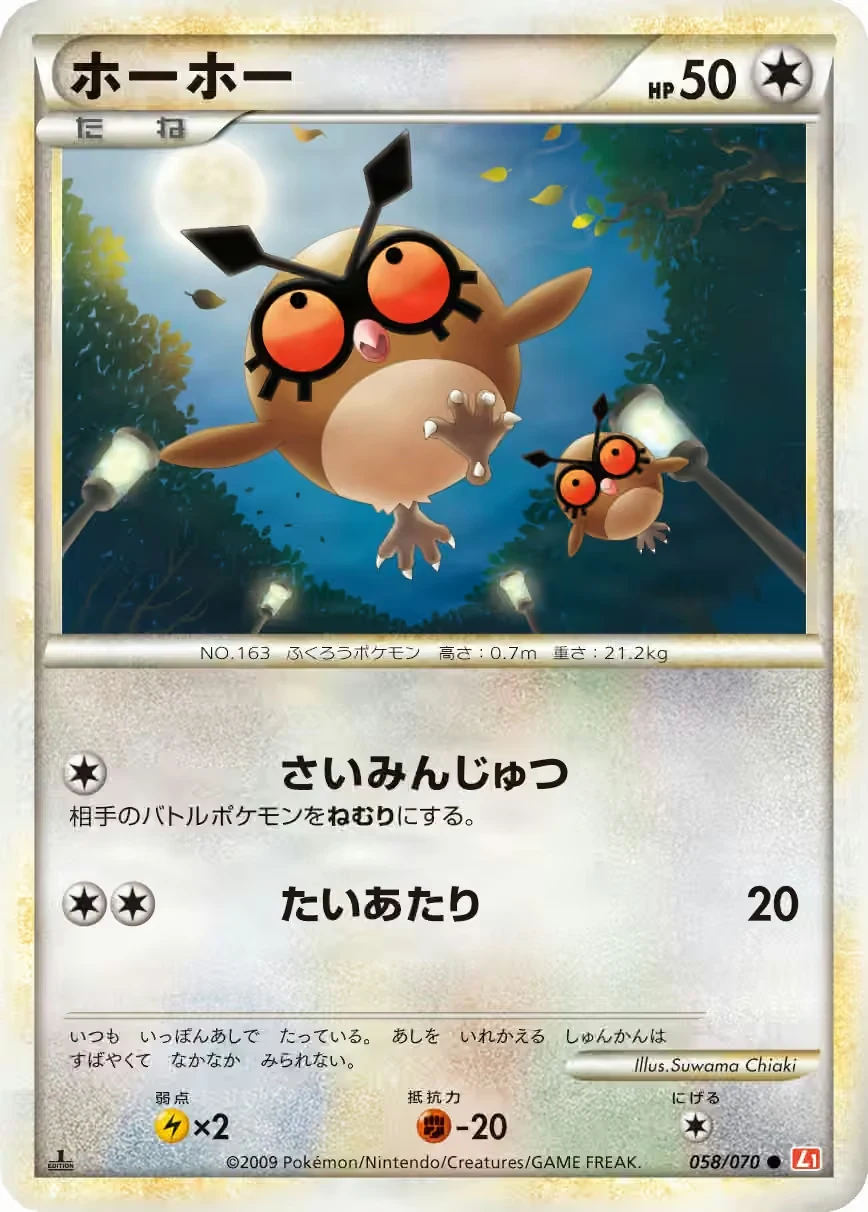 ホーホー
HP50
たね
NO.163 ふくろうポケモン 高さ:0.7m 重さ:21.2kg
さいみんじゅつ
相手のバトルポケモンをねむりにする。
たいあたり 20
いつも いっぽんあしで たっている。 あしを いれかえる しゅんかんは
すばやくて なかなか みられない。
Illus.Suwama Chiaki
弱点 抵抗力 にげる
×2 -20
1 EDITION
©2009 Pokémon/Nintendo/Creatures/GAME FREAK.
058/070 ● L1